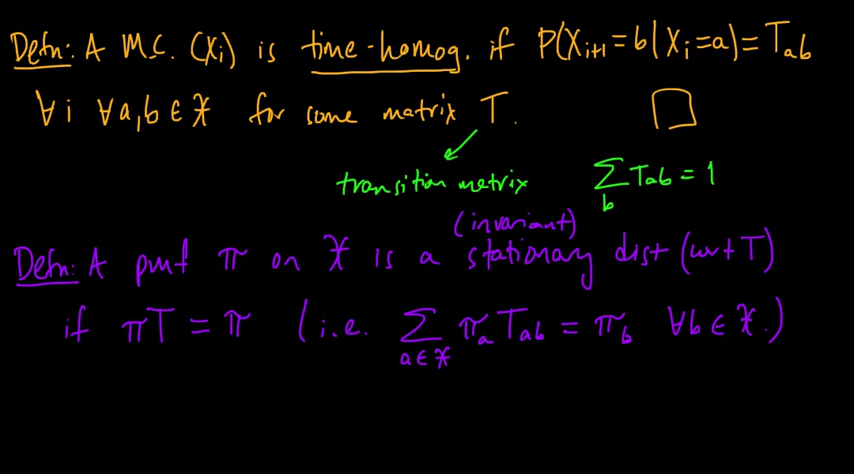 Defn: A M.C. (Xi) is time-homog. if P(Xi+1 = b | Xi = a) = Tab
∀i ∀a,b ∈ 𝒳 for some matrix T.
transition matrix
∑b Tab = 1
(invariant)
Defn: A pmf π on 𝒳 is a stationary dist (wrt T)
if πT = π (i.e. ∑a∈𝒳 πa Tab = πb ∀b ∈ 𝒳.)